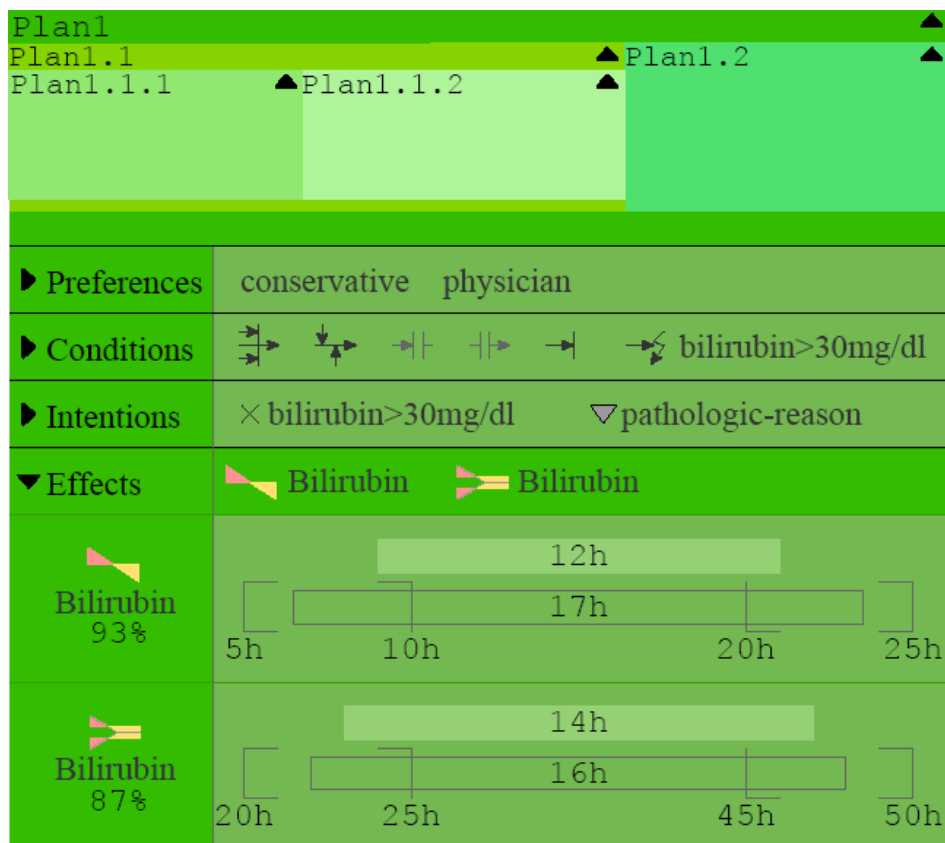 Plan1
Plan1.1 Plan1.2
Plan1.1.1 Plan1.1.2
Preferences conservative physician
Conditions bilirubin>30mg/dl
Intentions bilirubin>30mg/dl pathologic-reason
Effects Bilirubin Bilirubin
12h
Bilirubin 17h
93%
5h 10h 20h 25h
14h
Bilirubin 16h
87%
20h 25h 45h 50h